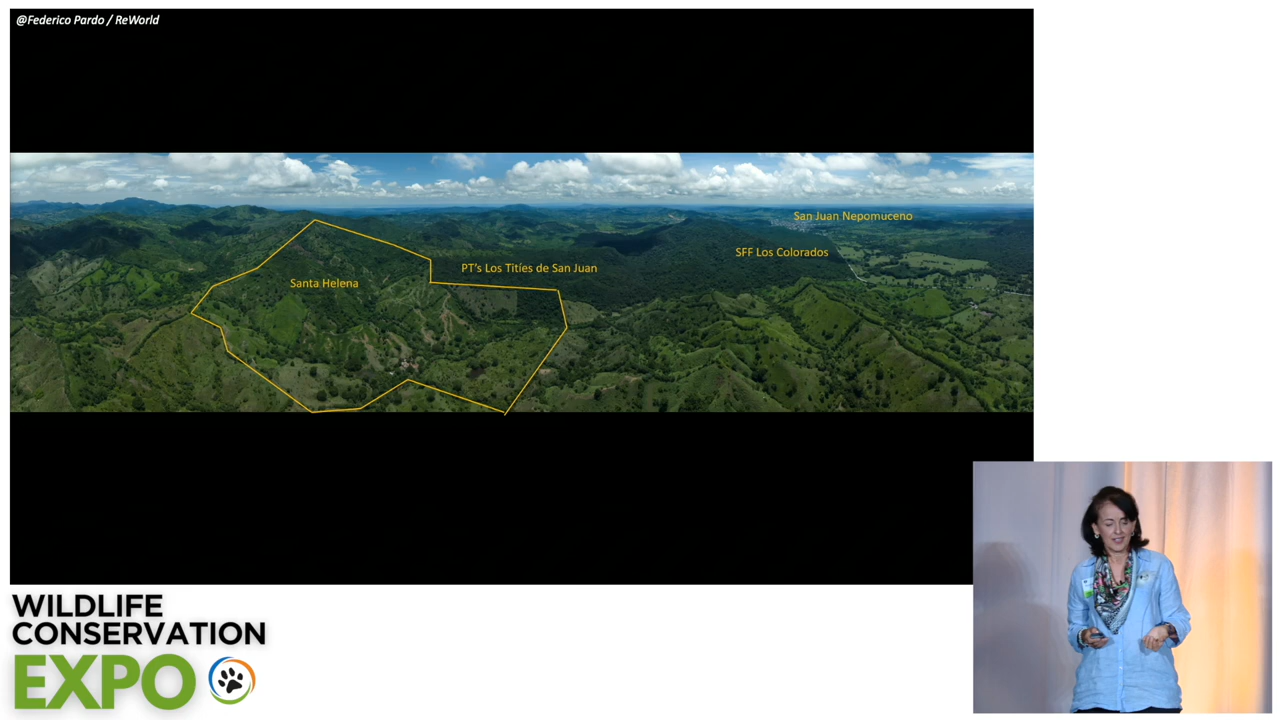 @Federico Pardo / ReWorld
San Juan Nepomuceno
SFF Los Colorados
PT's Los Titíes de San Juan
Santa Helena
WILDLIFE
CONSERVATION
EXPO